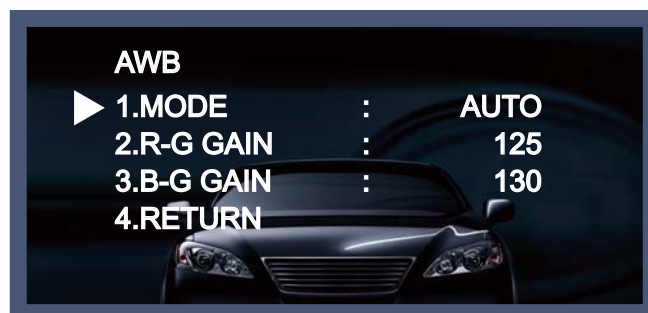 AWB
1.MODE : AUTO
2.R-G GAIN : 125
3.B-G GAIN : 130
4.RETURN